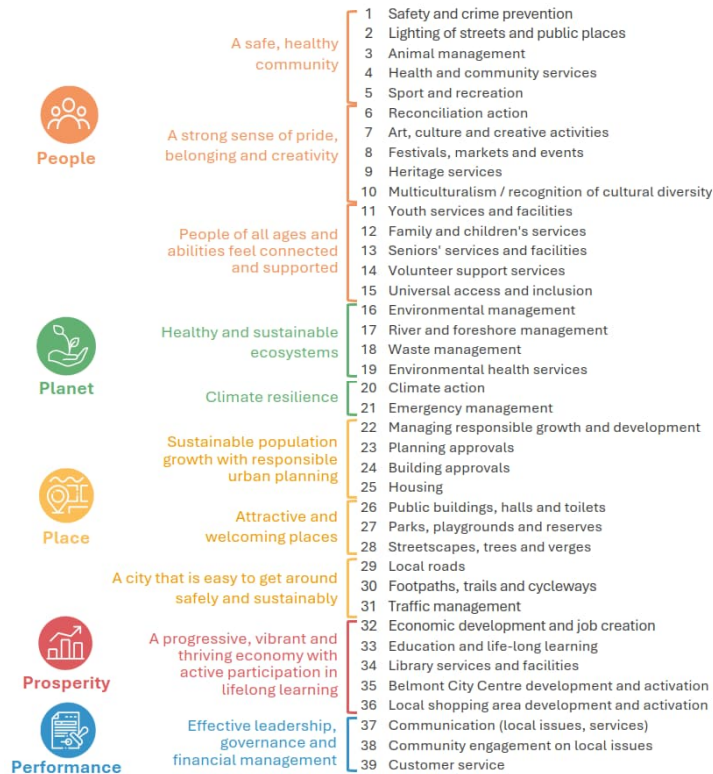 People
A safe, healthy
community
1 Safety and crime prevention
2 Lighting of streets and public places
3 Animal management
4 Health and community services
5 Sport and recreation
A strong sense of pride,
belonging and creativity
6 Reconciliation action
7 Art, culture and creative activities
8 Festivals, markets and events
9 Heritage services
10 Multiculturalism / recognition of cultural diversity
People of all ages and
abilities feel connected
and supported
11 Youth services and facilities
12 Family and children's services
13 Seniors' services and facilities
14 Volunteer support services
15 Universal access and inclusion
Planet
Healthy and sustainable
ecosystems
16 Environmental management
17 River and foreshore management
18 Waste management
19 Environmental health services
Climate resilience
20 Climate action
21 Emergency management
Place
Sustainable population
growth with responsible
urban planning
22 Managing responsible growth and development
23 Planning approvals
24 Building approvals
25 Housing
Attractive and
welcoming places
26 Public buildings, halls and toilets
27 Parks, playgrounds and reserves
28 Streetscapes, trees and verges
A city that is easy to get around
safely and sustainably
29 Local roads
30 Footpaths, trails and cycleways
31 Traffic management
Prosperity
A progressive, vibrant and
thriving economy with
active participation in
lifelong learning
32 Economic development and job creation
33 Education and life-long learning
34 Library services and facilities
35 Belmont City Centre development and activation
36 Local shopping area development and activation
Performance
Effective leadership,
governance and
financial management
37 Communication (local issues, services)
38 Community engagement on local issues
39 Customer service